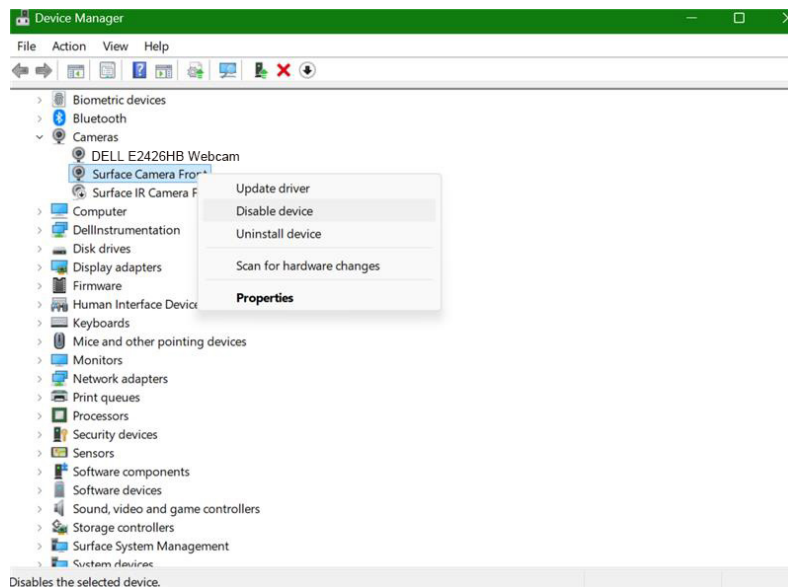 Device Manager
File Action View Help
Biometric devices
Bluetooth
Cameras
DELL E2426HB Webcam
Surface Camera Front
Surface IR Camera F
Update driver
Disable device
Uninstall device
Scan for hardware changes
Properties
Computer
DellInstrumentation
Disk drives
Display adapters
Firmware
Human Interface Device
Keyboards
Mice and other pointing devices
Monitors
Network adapters
Print queues
Processors
Security devices
Sensors
Software components
Software devices
Sound, video and game controllers
Storage controllers
Surface System Management
System devices
Disables the selected device.